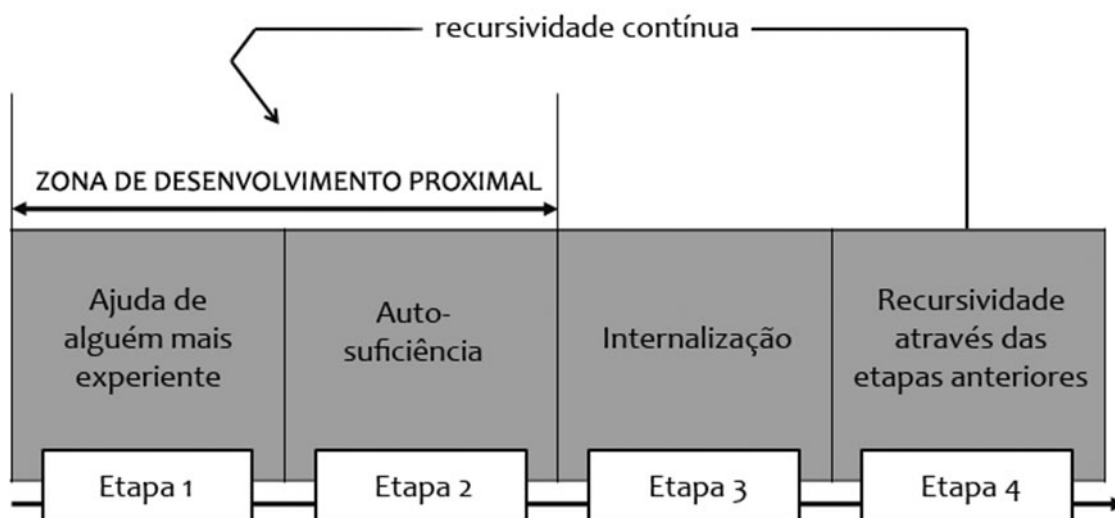 recursividade contínua
ZONA DE DESENVOLVIMENTO PROXIMAL
Ajuda de
alguém mais
experiente
Auto-
suficiência
Internalização
Recursividade
através das
etapas anteriores
Etapa 1
Etapa 2
Etapa 3
Etapa 4